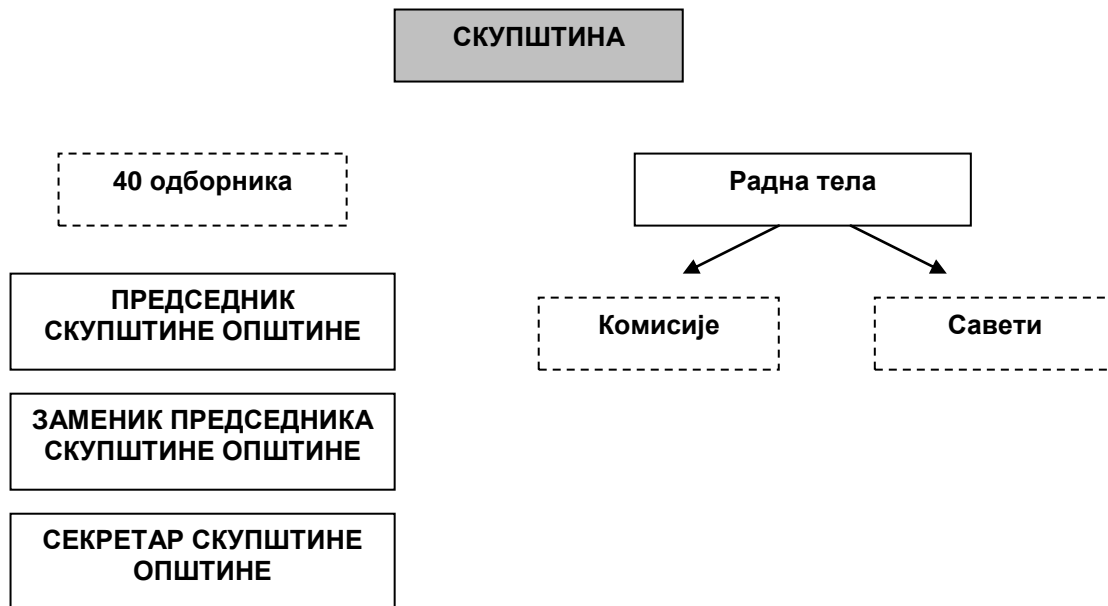 СКУПШТИНА
40 одборника
Радна тела
ПРЕДСЕДНИК
СКУПШТИНЕ ОПШТИНЕ
Комисије
Савети
ЗАМЕНИК ПРЕДСЕДНИКА
СКУПШТИНЕ ОПШТИНЕ
СЕКРЕТАР СКУПШТИНЕ
ОПШТИНЕ